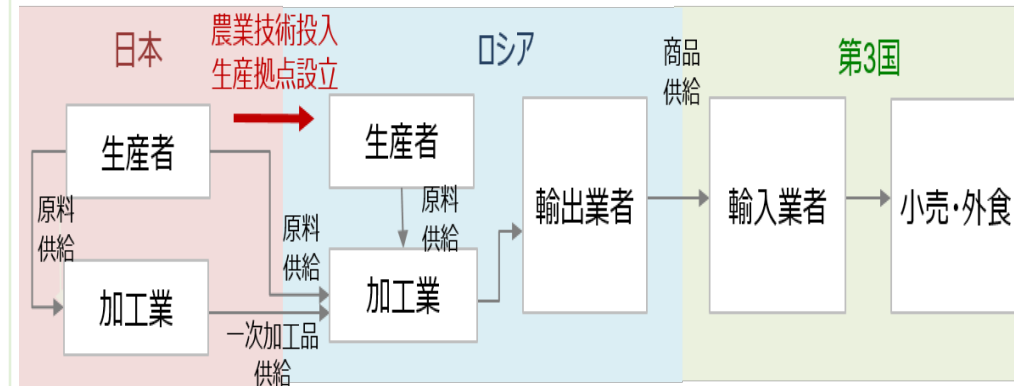 日本
農業技術投入
生産拠点設立
ロシア
商品
供給
第3国
生産者
生産者
輸出業者
輸入業者
小売・外食
原料
供給
原料
供給
原料
供給
加工業
加工業
一次加工品
供給